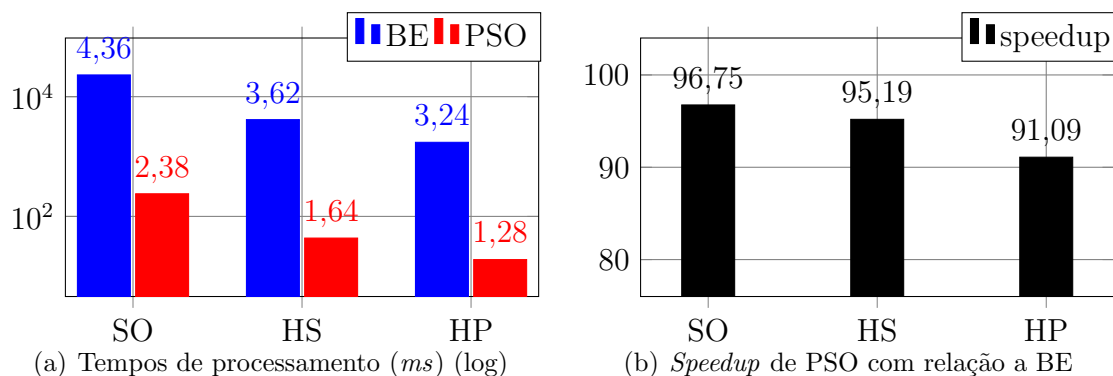 BE PSO
4,36
3,62
3,24
2,38
1,64
1,28
10^4
10^2
SO HS HP
(a) Tempos de processamento (ms) (log)
speedup
96,75
95,19
91,09
100
90
80
SO HS HP
(b) Speedup de PSO com relação a BE